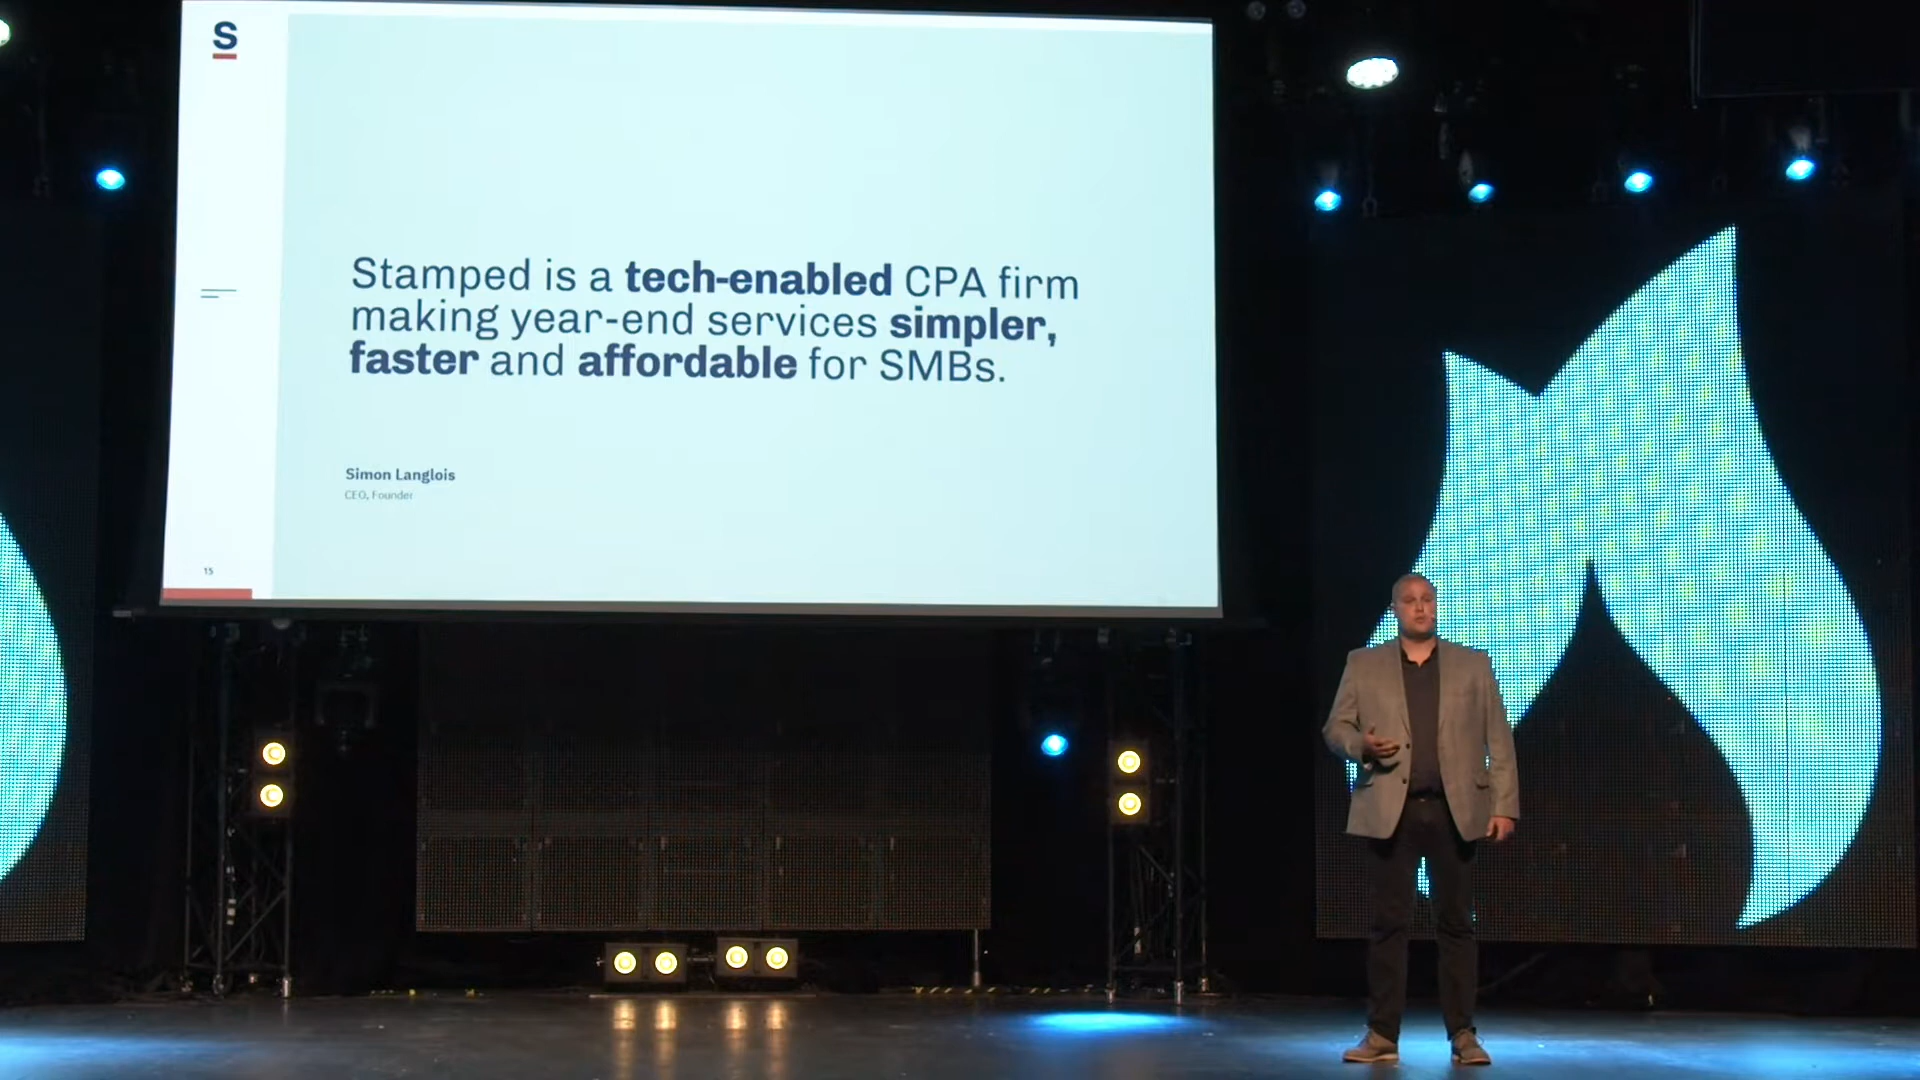 S
Stamped is a tech-enabled CPA firm
making year-end services simpler,
faster and affordable for SMBs.
Simon Langlois
CEO, Founder
15